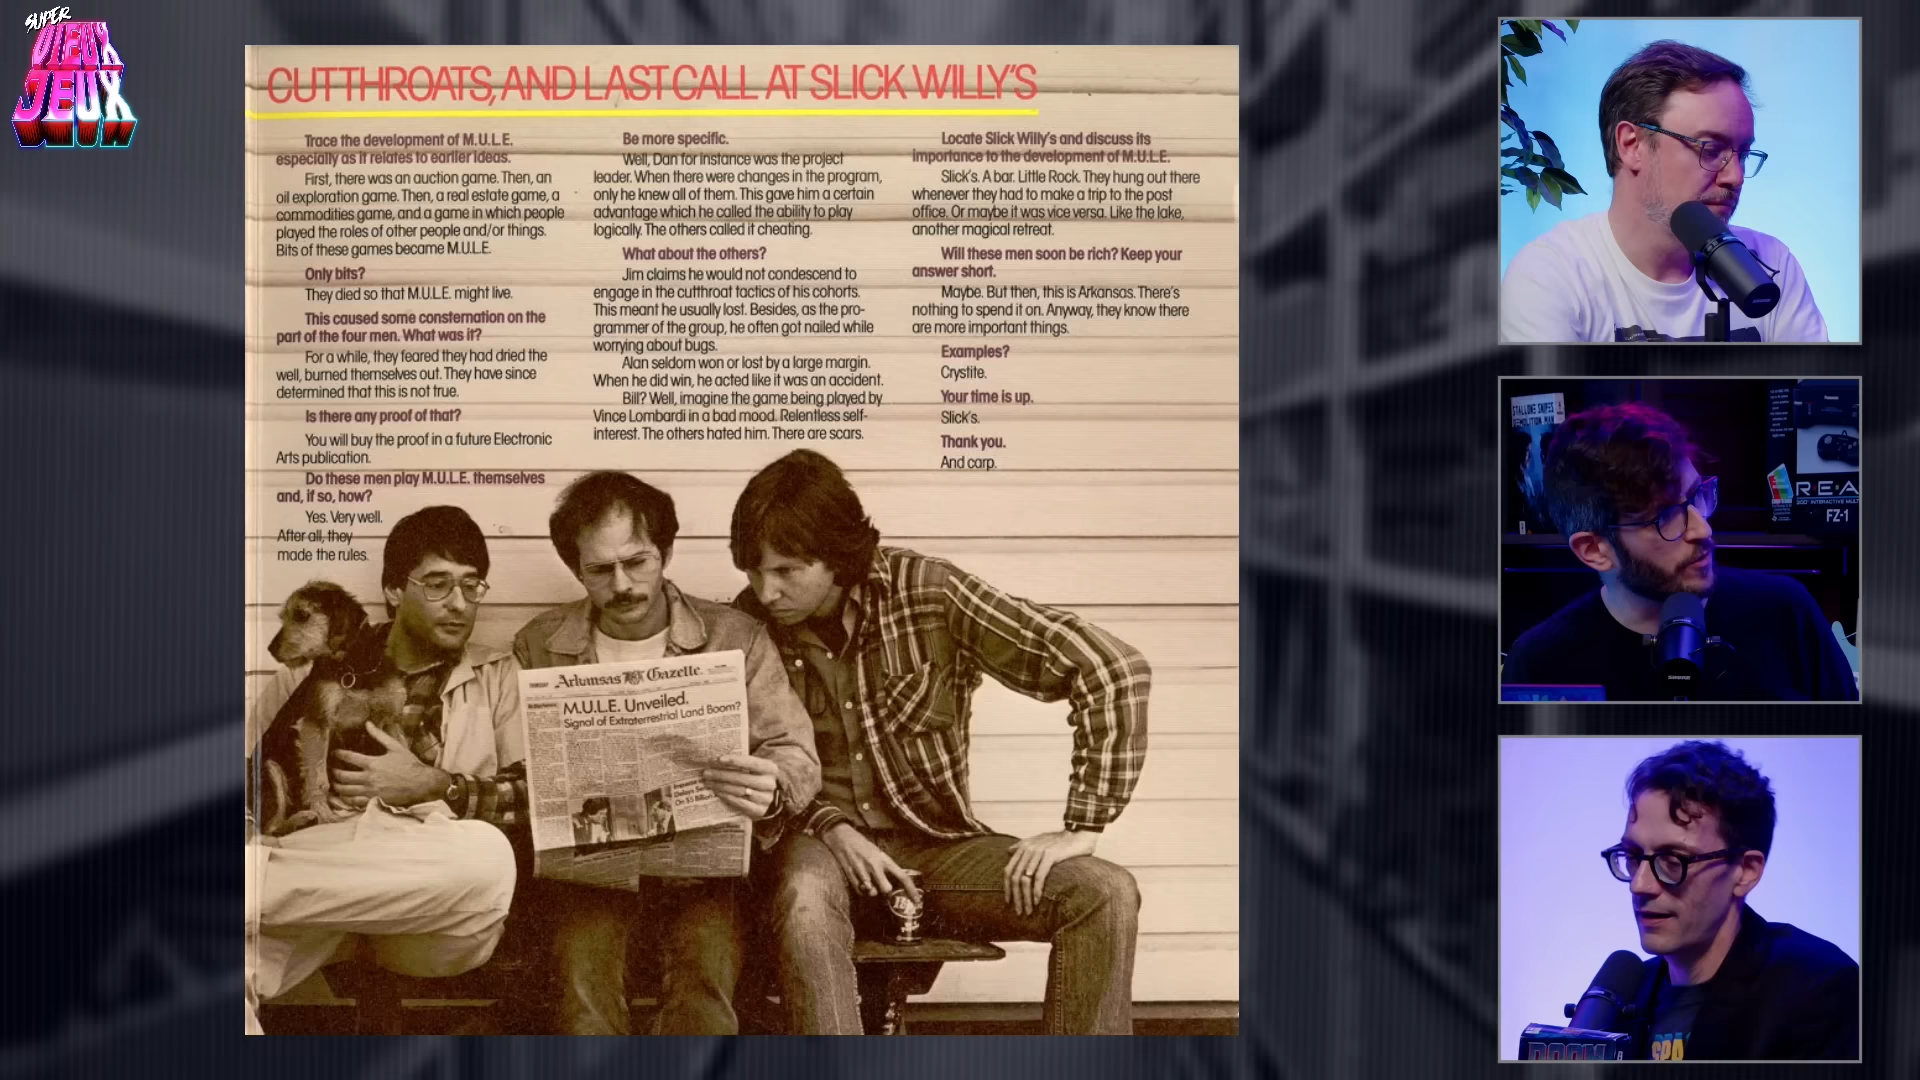 SUPER
VIEUX
JEUX
CUTTHROATS, AND LAST CALL AT SLICK WILLY'S
Trace the development of M.U.L.E.
especially as it relates to earlier ideas.
First, there was an auction game. Then, an
oil exploration game. Then, a real estate game, a
commodities game, and a game in which people
played the roles of other people and/or things.
Bits of these games became M.U.L.E.
Only bits?
They died so that M.U.L.E. might live.
This caused some consternation on the
part of the four men. What was it?
For a while, they feared they had dried the
well, burned themselves out. They have since
determined that this is not true.
Is there any proof of that?
You will buy the proof in a future Electronic
Arts publication.
Do these men play M.U.L.E. themselves
and, if so, how?
Yes. Very well.
After all, they
made the rules.
Be more specific.
Well, Dan for instance was the project
leader. When there were changes in the program,
only he knew all of them. This gave him a certain
advantage which he called the ability to play
logically. The others called it cheating.
What about the others?
Jim claims he would not condescend to
engage in the cutthroat tactics of his cohorts.
This meant he usually lost. Besides, as the pro-
grammer of the group, he often got nailed while
worrying about bugs.
Alan seldom won or lost by a large margin.
When he did win, he acted like it was an accident.
Bill? Well, imagine the game being played by
Vince Lombardi in a bad mood. Relentless self-
interest. The others hated him. There are scars.
Locate Slick Willy's and discuss its
importance to the development of M.U.L.E.
Slick's. A bar. Little Rock. They hung out there
whenever they had to make a trip to the post
office. Or maybe it was vice versa. Like the lake,
another magical retreat.
Will these men soon be rich? Keep your
answer short.
Maybe. But then, this is Arkansas. There's
nothing to spend it on. Anyway, they know there
are more important things.
Examples?
Crystite.
Your time is up.
Slick's.
Thank you.
And carp.
Arkansas Gazette.
M.U.L.E. Unveiled,
Signal of Extraterrestrial Land Boom?
STALLONE SNIPES
DEMOLITION MAN
R·E·A
FZ-1
DOOM